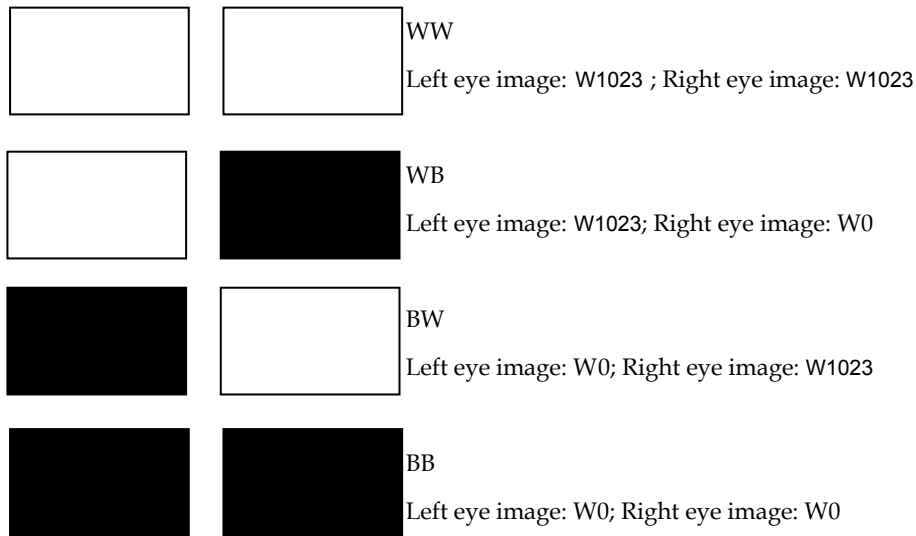 WW
Left eye image: W1023 ; Right eye image: W1023
WB
Left eye image: W1023; Right eye image: W0
BW
Left eye image: W0; Right eye image: W1023
BB
Left eye image: W0; Right eye image: W0